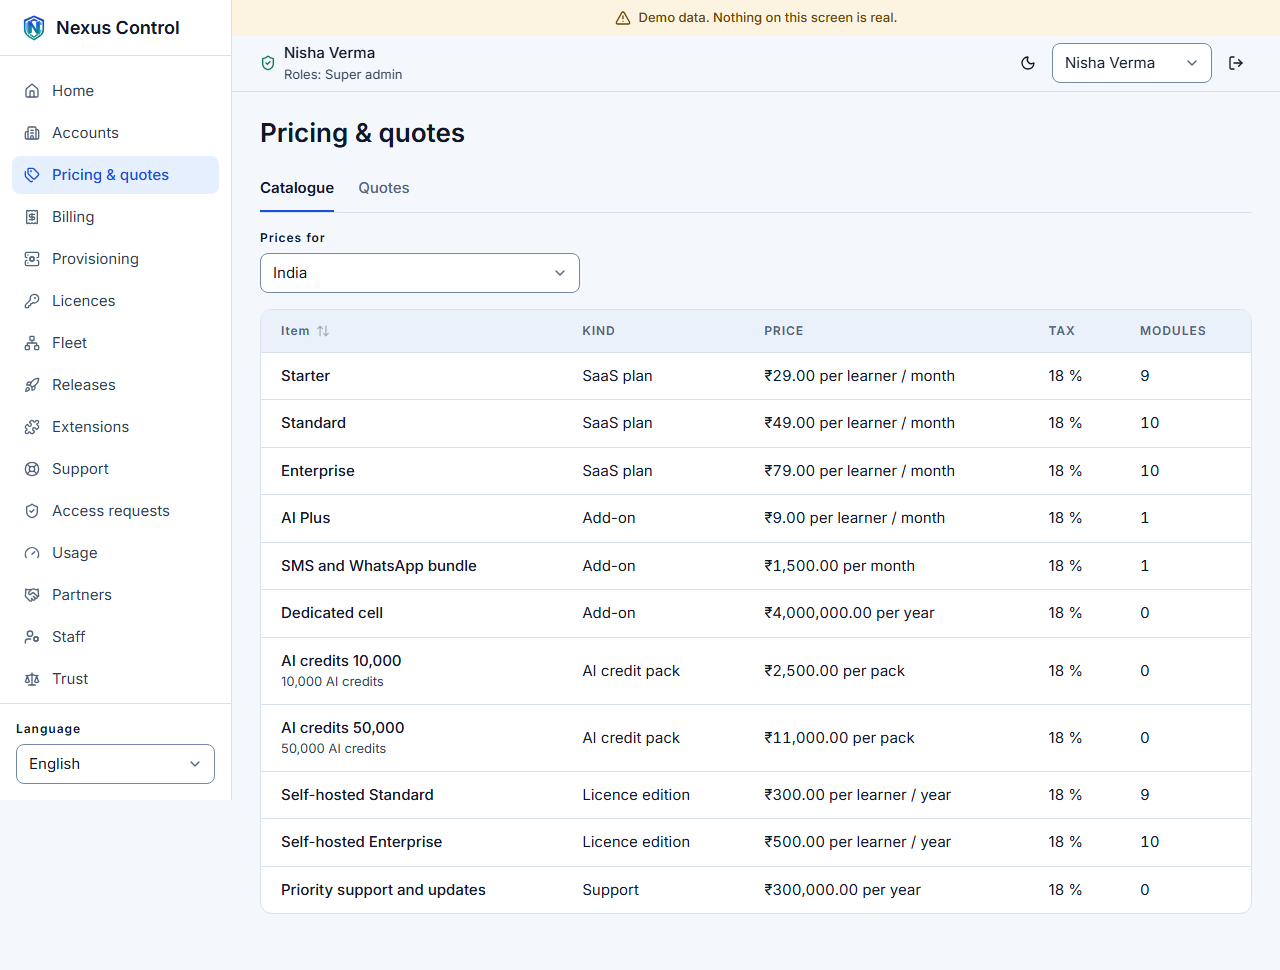 Nexus Control
Demo data. Nothing on this screen is real.
Nisha Verma
Roles: Super admin
Nisha Verma
Home
Accounts
Pricing & quotes
Billing
Provisioning
Licences
Fleet
Releases
Extensions
Support
Access requests
Usage
Partners
Staff
Trust
Language
English
Pricing & quotes
Catalogue Quotes
Prices for
India
Item KIND PRICE TAX MODULES
Starter SaaS plan ₹29.00 per learner / month 18 % 9
Standard SaaS plan ₹49.00 per learner / month 18 % 10
Enterprise SaaS plan ₹79.00 per learner / month 18 % 10
AI Plus Add-on ₹9.00 per learner / month 18 % 1
SMS and WhatsApp bundle Add-on ₹1,500.00 per month 18 % 1
Dedicated cell Add-on ₹4,000,000.00 per year 18 % 0
AI credits 10,000 AI credit pack ₹2,500.00 per pack 18 % 0
10,000 AI credits
AI credits 50,000 AI credit pack ₹11,000.00 per pack 18 % 0
50,000 AI credits
Self-hosted Standard Licence edition ₹300.00 per learner / year 18 % 9
Self-hosted Enterprise Licence edition ₹500.00 per learner / year 18 % 10
Priority support and updates Support ₹300,000.00 per year 18 % 0